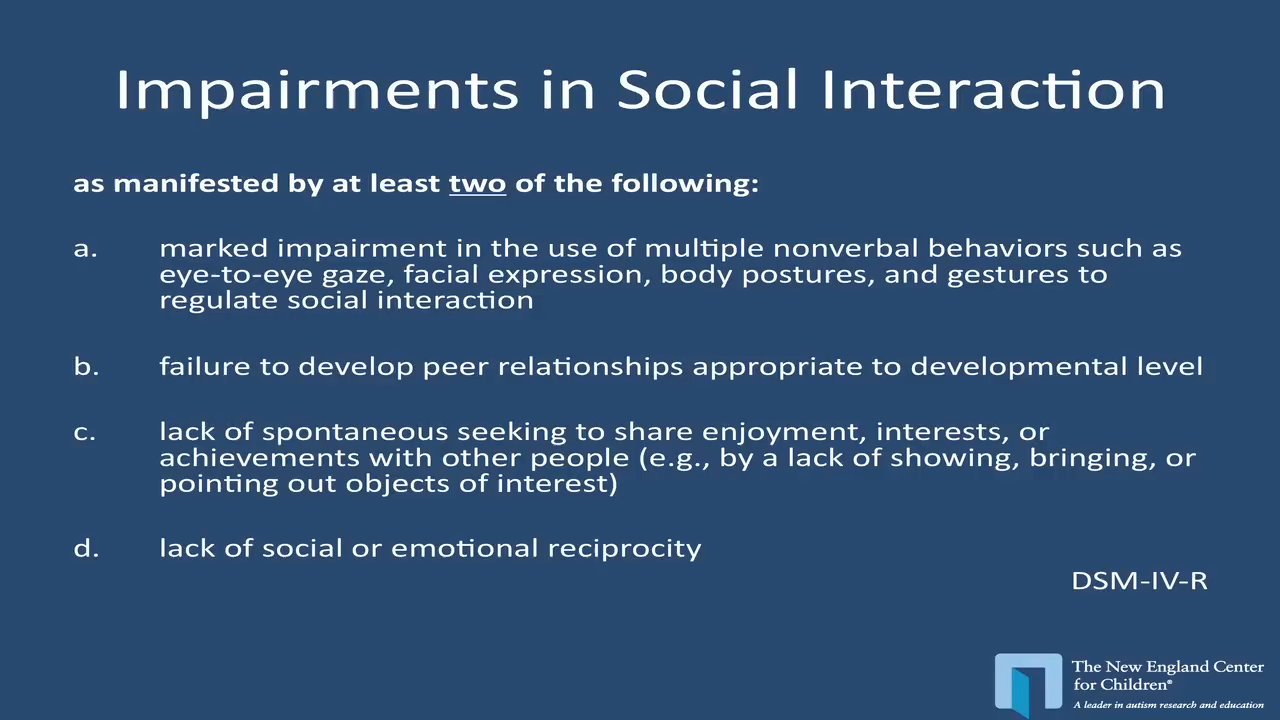 Impairments in Social Interaction
as manifested by at least two of the following:
a. marked impairment in the use of multiple nonverbal behaviors such as
eye-to-eye gaze, facial expression, body postures, and gestures to
regulate social interaction
b. failure to develop peer relationships appropriate to developmental level
c. lack of spontaneous seeking to share enjoyment, interests, or
achievements with other people (e.g., by a lack of showing, bringing, or
pointing out objects of interest)
d. lack of social or emotional reciprocity
DSM-IV-R
The New England Center
for Children®
A leader in autism research and education